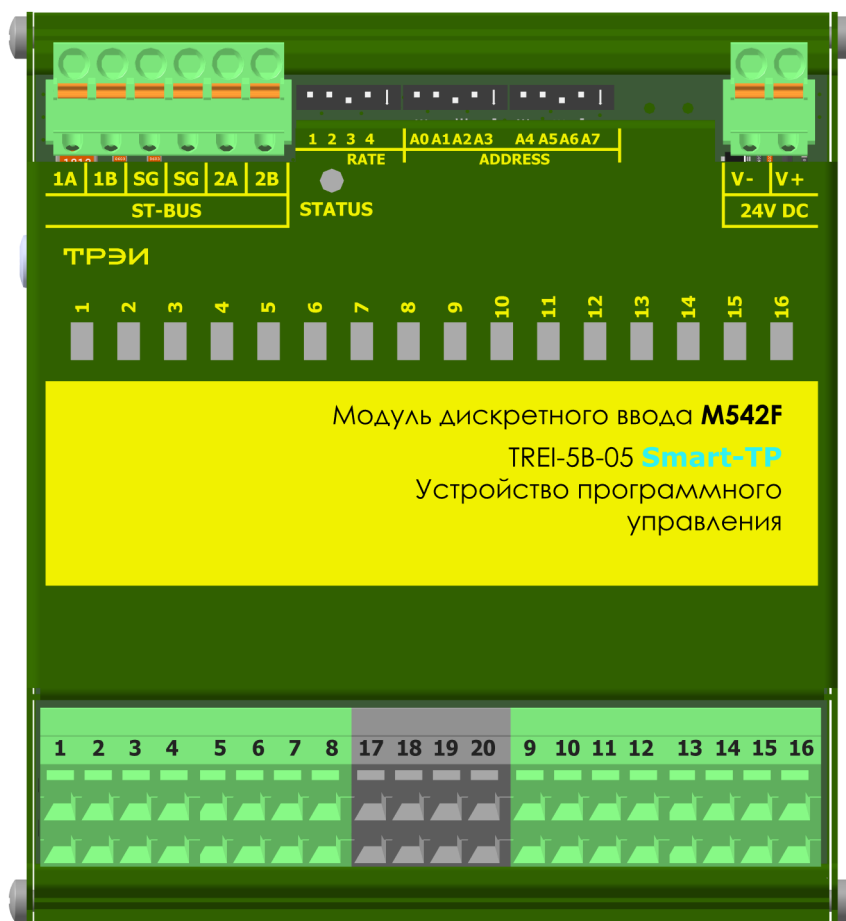 1 2 3 4 A0 A1 A2 A3 A4 A5 A6 A7
RATE ADDRESS
1A 1B SG SG 2A 2B
ST-BUS
STATUS
V- V+
24V DC
ТРЭИ
1 2 3 4 5 6 7 8 9 10 11 12 13 14 15 16
Модуль дискретного ввода M542F
TREI-5B-05 Smart-TP
Устройство программного
управления
1 2 3 4 5 6 7 8 17 18 19 20 9 10 11 12 13 14 15 16